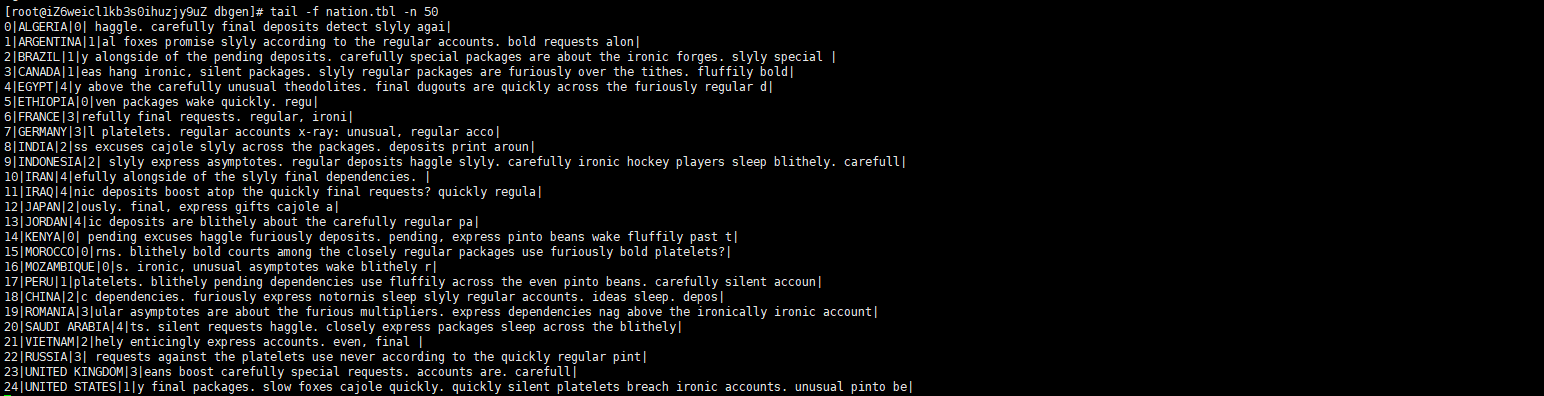 [root@iZ6weicl1kb3s0ihuzjy9uZ dbgen]# tail -f nation.tbl -n 50
0|ALGERIA|0| haggle. carefully final deposits detect slyly agai|
1|ARGENTINA|1|al foxes promise slyly according to the regular accounts. bold requests alon|
2|BRAZIL|1|y alongside of the pending deposits. carefully special packages are about the ironic forges. slyly special |
3|CANADA|1|eas hang ironic, silent packages. slyly regular packages are furiously over the tithes. fluffily bold|
4|EGYPT|4|y above the carefully unusual theodolites. final dugouts are quickly across the furiously regular d|
5|ETHIOPIA|0|ven packages wake quickly. regu|
6|FRANCE|3|refully final requests. regular, ironi|
7|GERMANY|3|l platelets. regular accounts x-ray: unusual, regular acco|
8|INDIA|2|ss excuses cajole slyly across the packages. deposits print aroun|
9|INDONESIA|2| slyly express asymptotes. regular deposits haggle slyly. carefully ironic hockey players sleep blithely. carefull|
10|IRAN|4|efully alongside of the slyly final dependencies. |
11|IRAQ|4|nic deposits boost atop the quickly final requests? quickly regula|
12|JAPAN|2|ously. final, express gifts cajole a|
13|JORDAN|4|ic deposits are blithely about the carefully regular pa|
14|KENYA|0| pending excuses haggle furiously deposits. pending, express pinto beans wake fluffily past t|
15|MOROCCO|0|rns. blithely bold courts among the closely regular packages use furiously bold platelets?|
16|MOZAMBIQUE|0|s. ironic, unusual asymptotes wake blithely r|
17|PERU|1|platelets. blithely pending dependencies use fluffily across the even pinto beans. carefully silent accoun|
18|CHINA|2|c dependencies. furiously express notornis sleep slyly regular accounts. ideas sleep. depos|
19|ROMANIA|3|ular asymptotes are about the furious multipliers. express dependencies nag above the ironically ironic account|
20|SAUDI ARABIA|4|ts. silent requests haggle. closely express packages sleep across the blithely|
21|VIETNAM|2|hely enticingly express accounts. even, final |
22|RUSSIA|3| requests against the platelets use never according to the quickly regular pint|
23|UNITED KINGDOM|3|eans boost carefully special requests. accounts are. carefull|
24|UNITED STATES|1|y final packages. slow foxes cajole quickly. quickly silent platelets breach ironic accounts. unusual pinto be|